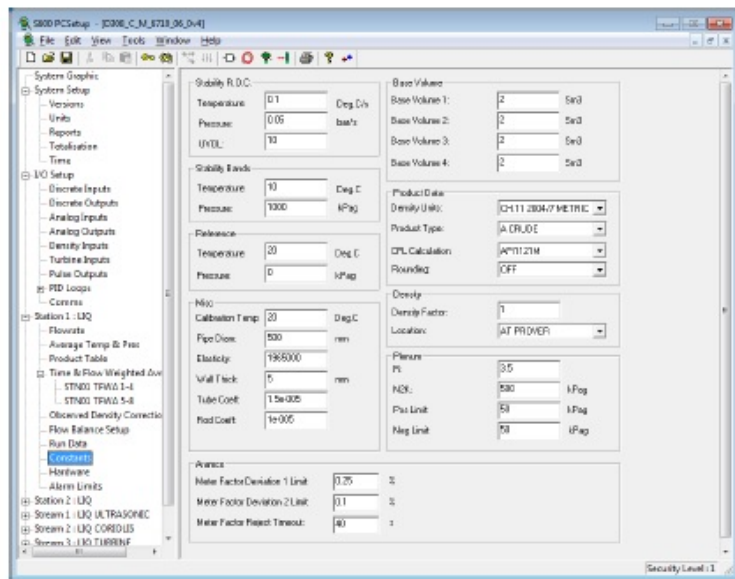 S600 PCSetup - [D300_C_M_8718_06_0v4]
File Edit View Tools Window Help
System Graphic
System Setup
Versions
Units
Reports
Totalisation
Time
I/O Setup
Discrete Inputs
Discrete Outputs
Analog Inputs
Analog Outputs
Density Inputs
Turbine Inputs
Pulse Outputs
PID Loops
Comms
Station 1 : LIQ
Flowrate
Average Temp & Pres
Product Table
Time & Flow Weighted Ave
STN01 TFWA 1-4
STN01 TFWA 5-8
Observed Density Correctio
Flow Balance Setup
Run Data
Constants
Hardware
Alarm Limits
Station 2 : LIQ
Stream 1 : LIQ ULTRASONIC
Stream 2 : LIQ CORIOLIS
Stream 3 : LIQ TURBINE
Stability R.O.C.
Temperature 0.1 Deg.C/s
Pressure: 0.05 bar/s
UVOL: 10
Stability Bands
Temperature 10 Deg.C
Pressure: 1000 kPag
Reference
Temperature 20 Deg.C
Pressure: 0 kPag
Misc
Calibration Temp 20 Deg.C
Pipe Diam: 500 mm
Elasticity: 1965000
Wall Thick: 5 mm
Tube Coeff: 1.5e-005
Rod Coeff: 1e-005
Base Volume
Base Volume 1: 2 Sm3
Base Volume 2: 2 Sm3
Base Volume 3: 2 Sm3
Base Volume 4: 2 Sm3
Product Data
Density Units: CH.11 2004/7 METRIC
Product Type: A CRUDE
CPL Calculation: API1121M
Rounding: OFF
Density
Density Factor: 1
Location: AT PROVER
Plenum
R: 3.5
N2K: 500 kPag
Pos Limit 50 kPag
Neg Limit 50 kPag
Alarms
Meter Factor Deviation 1 Limit: 0.25 %
Meter Factor Deviation 2 Limit: 0.1 %
Meter Factor Reject Timeout: 40 s
Security Level : 1